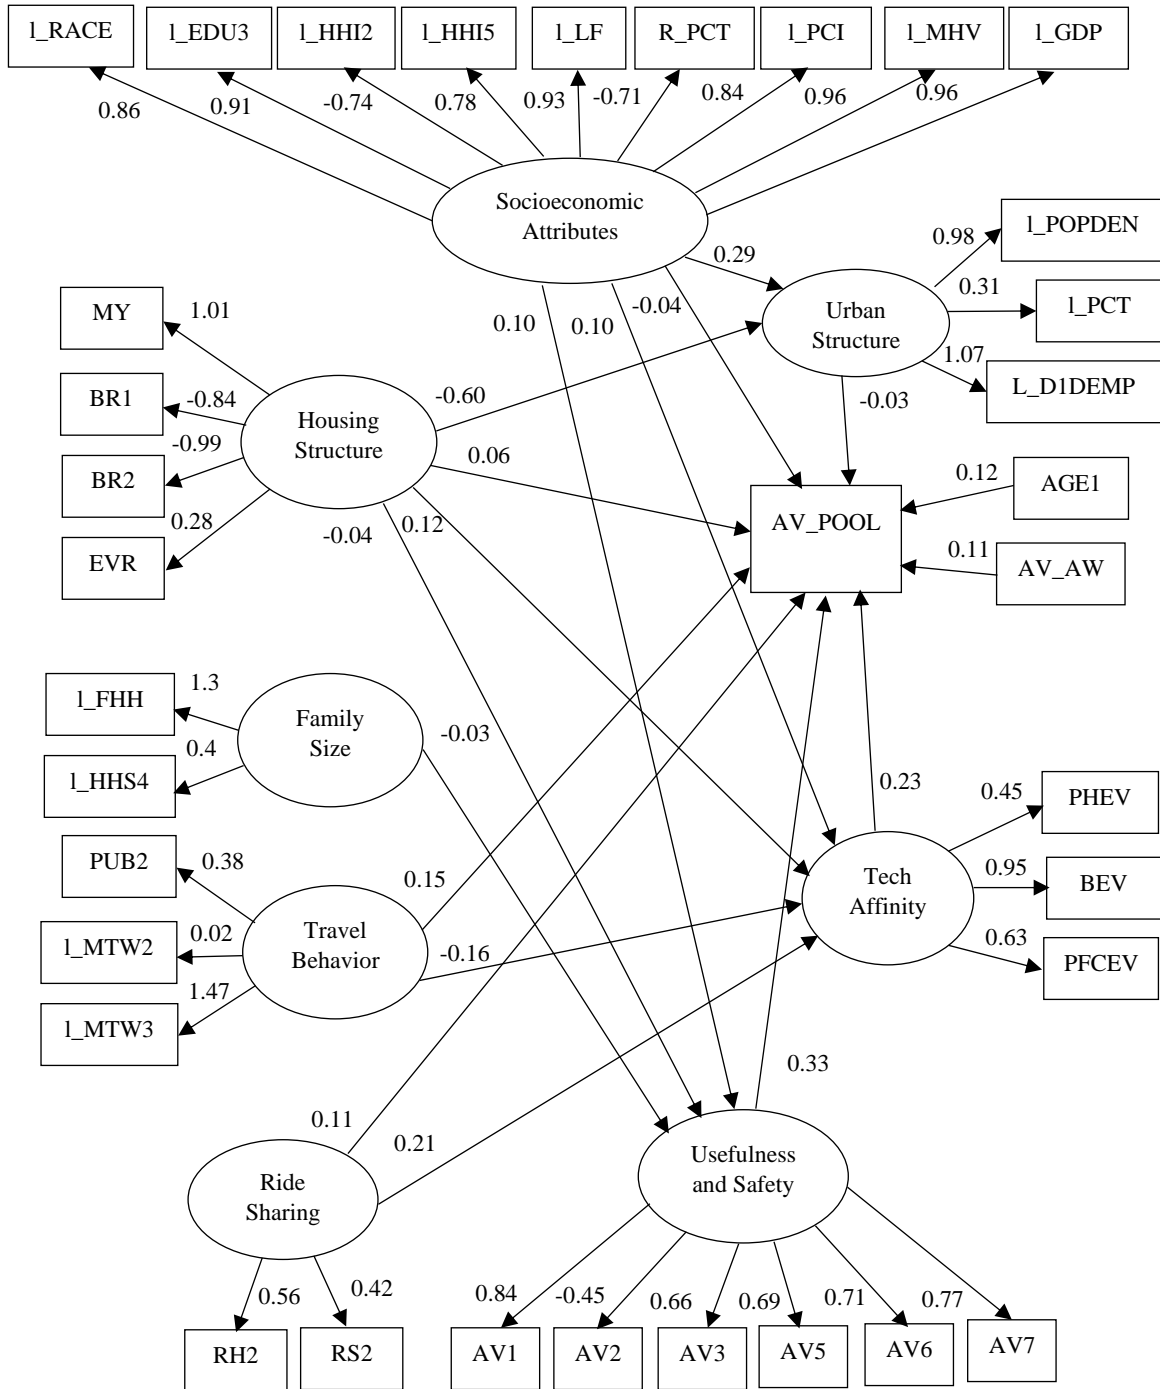 l_RACE
l_EDU3
l_HHI2
l_HHI5
l_LF
R_PCT
l_PCI
l_MHV
l_GDP
0.86
0.91
-0.74
0.78
0.93
-0.71
0.84
0.96
0.96
Socioeconomic
Attributes
l_POPDEN
0.98
0.29
0.31
l_PCT
MY
1.01
0.10
0.10
-0.04
Urban
Structure
1.07
L_D1DEMP
BR1
-0.84
-0.60
-0.03
Housing
Structure
BR2
-0.99
0.06
0.12
AGE1
AV_POOL
EVR
0.28
-0.04
0.12
0.11
AV_AW
l_FHH
1.3
Family
Size
-0.03
0.4
l_HHS4
0.23
0.45
PHEV
PUB2
0.38
0.15
Tech
Affinity
0.95
BEV
l_MTW2
0.02
Travel
Behavior
-0.16
0.63
PFCEV
l_MTW3
1.47
0.33
0.11
0.21
Ride
Sharing
Usefulness
and Safety
0.56
0.42
0.84
-0.45
0.66
0.69
0.71
0.77
RH2
RS2
AV1
AV2
AV3
AV5
AV6
AV7